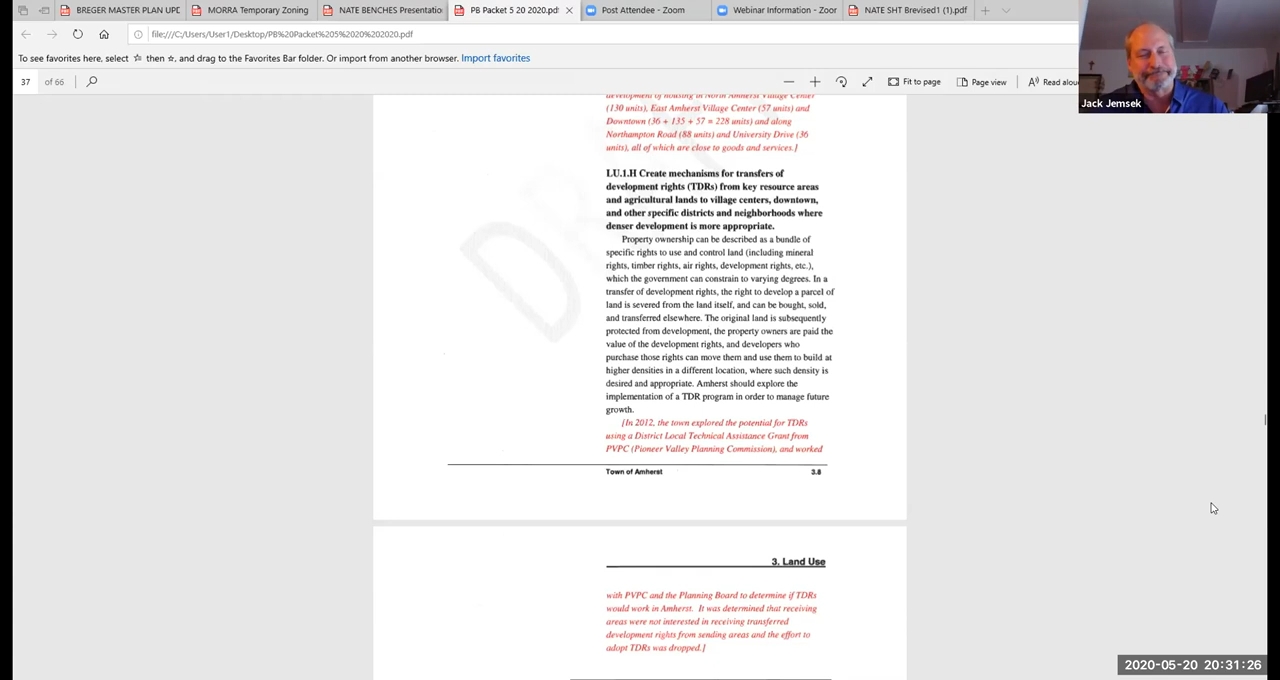 BREGER MASTER PLAN UPD
MORRA Temporary Zoning
NATE BENCHES Presentatio
PB Packet 5 20 2020.pdf
Post Attendee - Zoom
Webinar Information - Zoor
NATE SHT Brevised1 (1).pdf
file:///C:/Users/User1/Desktop/PB%20Packet%205%2020%202020.pdf
To see favorites here, select ☆ then ☆, and drag to the Favorites Bar folder. Or import from another browser. Import favorites
37 of 66
Fit to page
Page view
Read alou
Jack Jemsek
development of housing in North Amherst Village Center
(130 units), East Amherst Village Center (57 units) and
Downtown (36 + 135 + 57 = 228 units) and along
Northampton Road (88 units) and University Drive (36
units), all of which are close to goods and services.]
LU.1.H Create mechanisms for transfers of
development rights (TDRs) from key resource areas
and agricultural lands to village centers, downtown,
and other specific districts and neighborhoods where
denser development is more appropriate.
Property ownership can be described as a bundle of
specific rights to use and control land (including mineral
rights, timber rights, air rights, development rights, etc.),
which the government can constrain to varying degrees. In a
transfer of development rights, the right to develop a parcel of
land is severed from the land itself, and can be bought, sold,
and transferred elsewhere. The original land is subsequently
protected from development, the property owners are paid the
value of the development rights, and developers who
purchase those rights can move them and use them to build at
higher densities in a different location, where such density is
desired and appropriate. Amherst should explore the
implementation of a TDR program in order to manage future
growth.
[In 2012, the town explored the potential for TDRs
using a District Local Technical Assistance Grant from
PVPC (Pioneer Valley Planning Commission), and worked
Town of Amherst 3.8
3. Land Use
with PVPC and the Planning Board to determine if TDRs
would work in Amherst. It was determined that receiving
areas were not interested in receiving transferred
development rights from sending areas and the effort to
adopt TDRs was dropped.]
2020-05-20 20:31:26